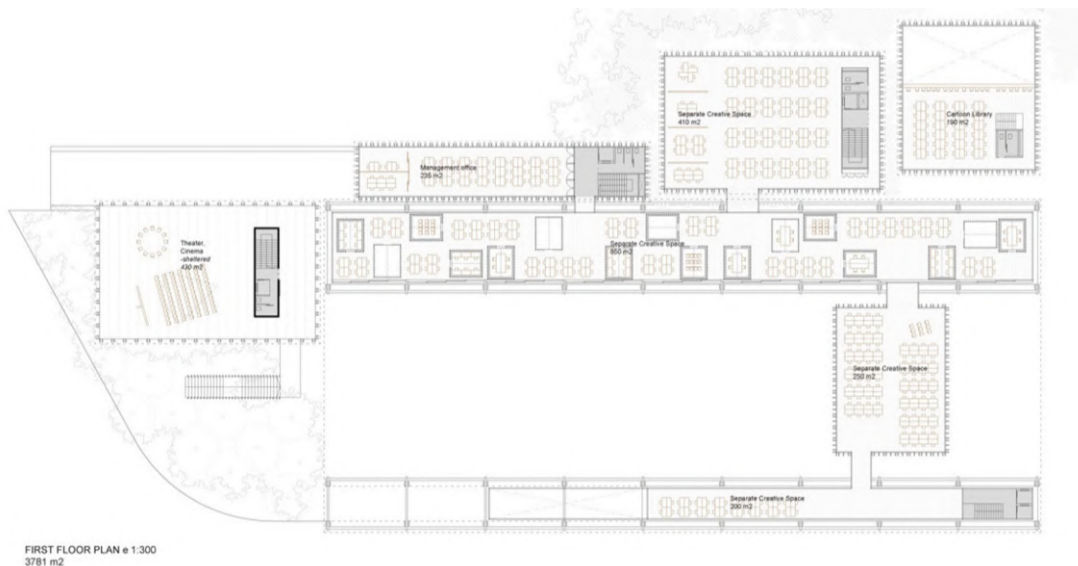 Separate Creative Space
410 m2
Cartoon Library
190 m2
Management office
235 m2
Theater,
Cinema
-sheltered
430 m2
Separate Creative Space
850 m2
Separate Creative Space
250 m2
Separate Creative Space
200 m2
FIRST FLOOR PLAN e 1:300
3781 m2